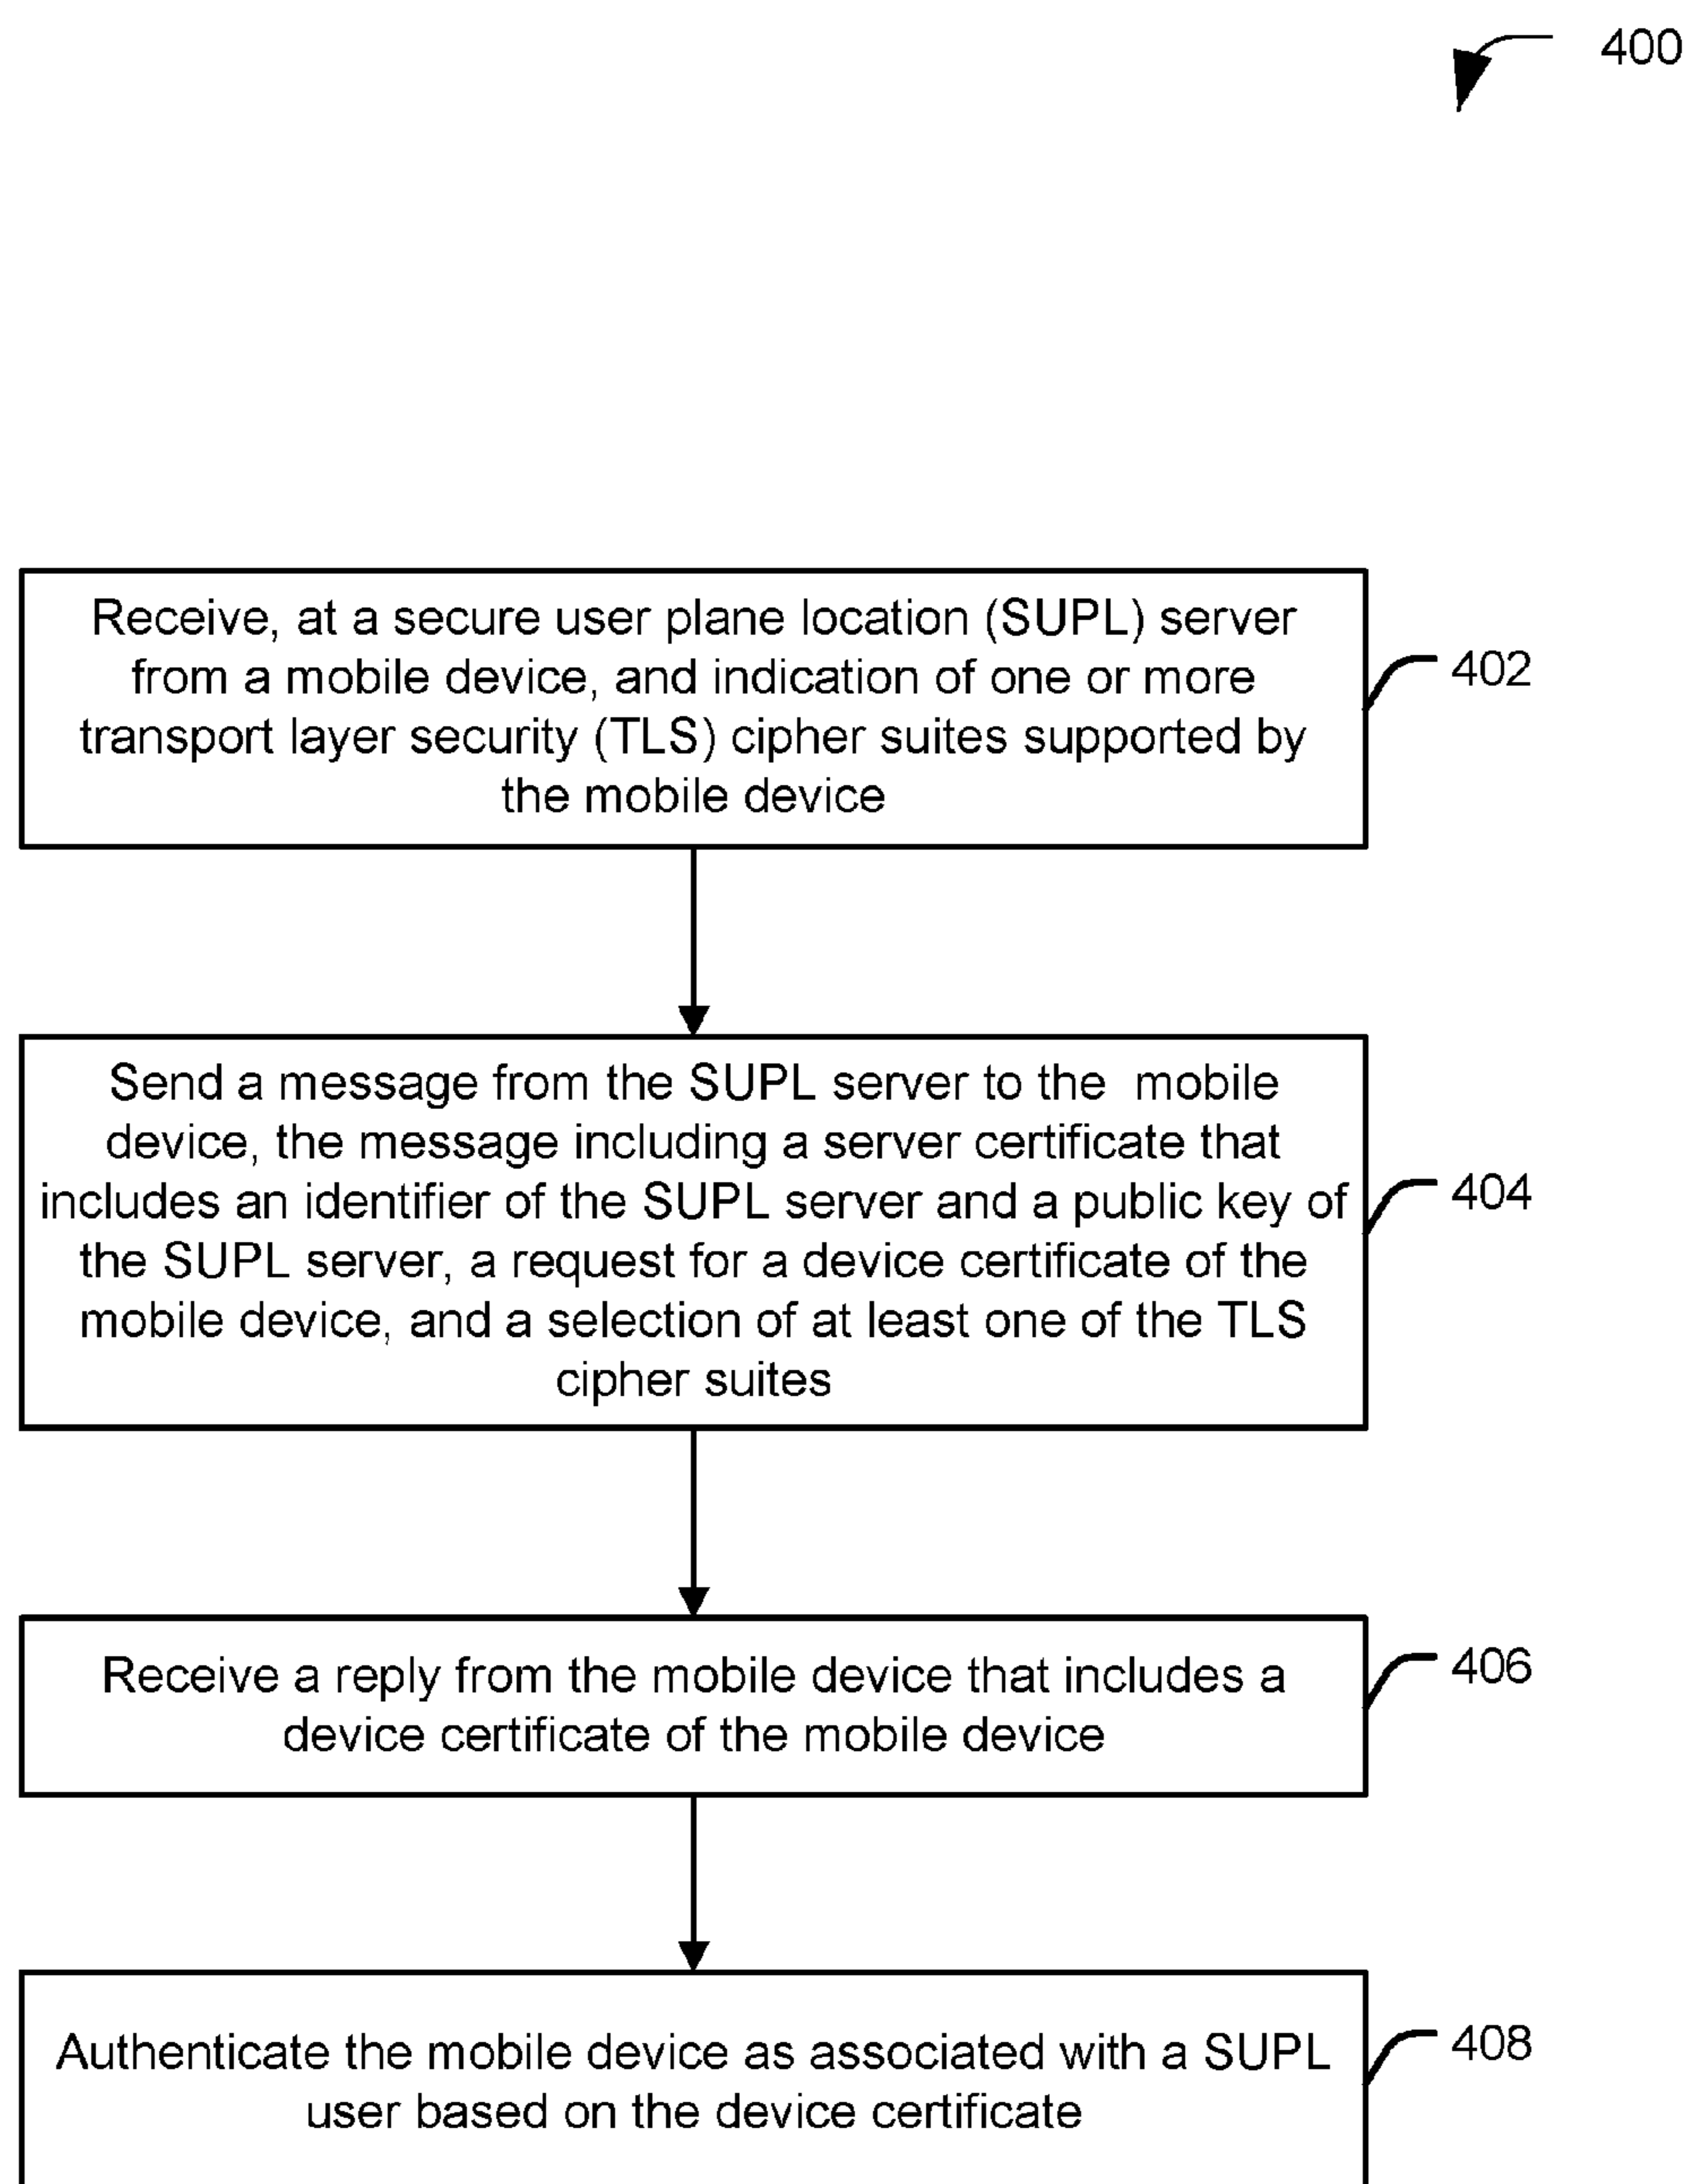 400
Receive, at a secure user plane location (SUPL) server
from a mobile device, and indication of one or more
transport layer security (TLS) cipher suites supported by
the mobile device
402
Send a message from the SUPL server to the mobile
device, the message including a server certificate that
includes an identifier of the SUPL server and a public key of
the SUPL server, a request for a device certificate of the
mobile device, and a selection of at least one of the TLS
cipher suites
404
Receive a reply from the mobile device that includes a
device certificate of the mobile device
406
Authenticate the mobile device as associated with a SUPL
user based on the device certificate
408